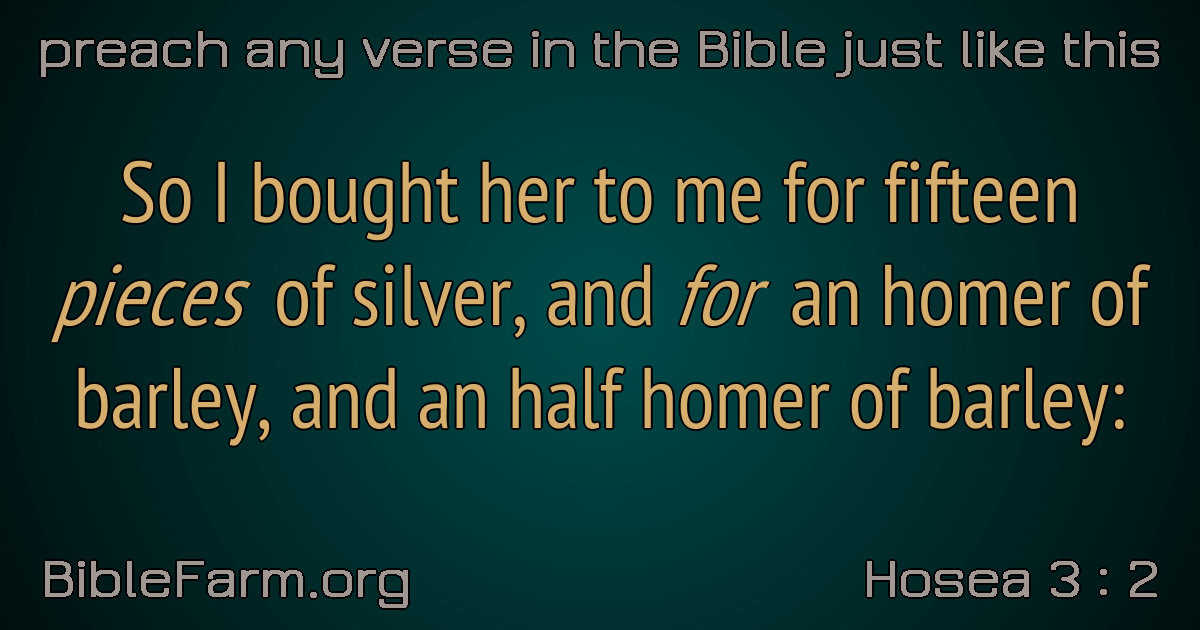 preach any verse in the Bible just like this
So I bought her to me for fifteen
pieces of silver, and for an homer of
barley, and an half homer of barley:
BibleFarm.org
Hosea 3 : 2